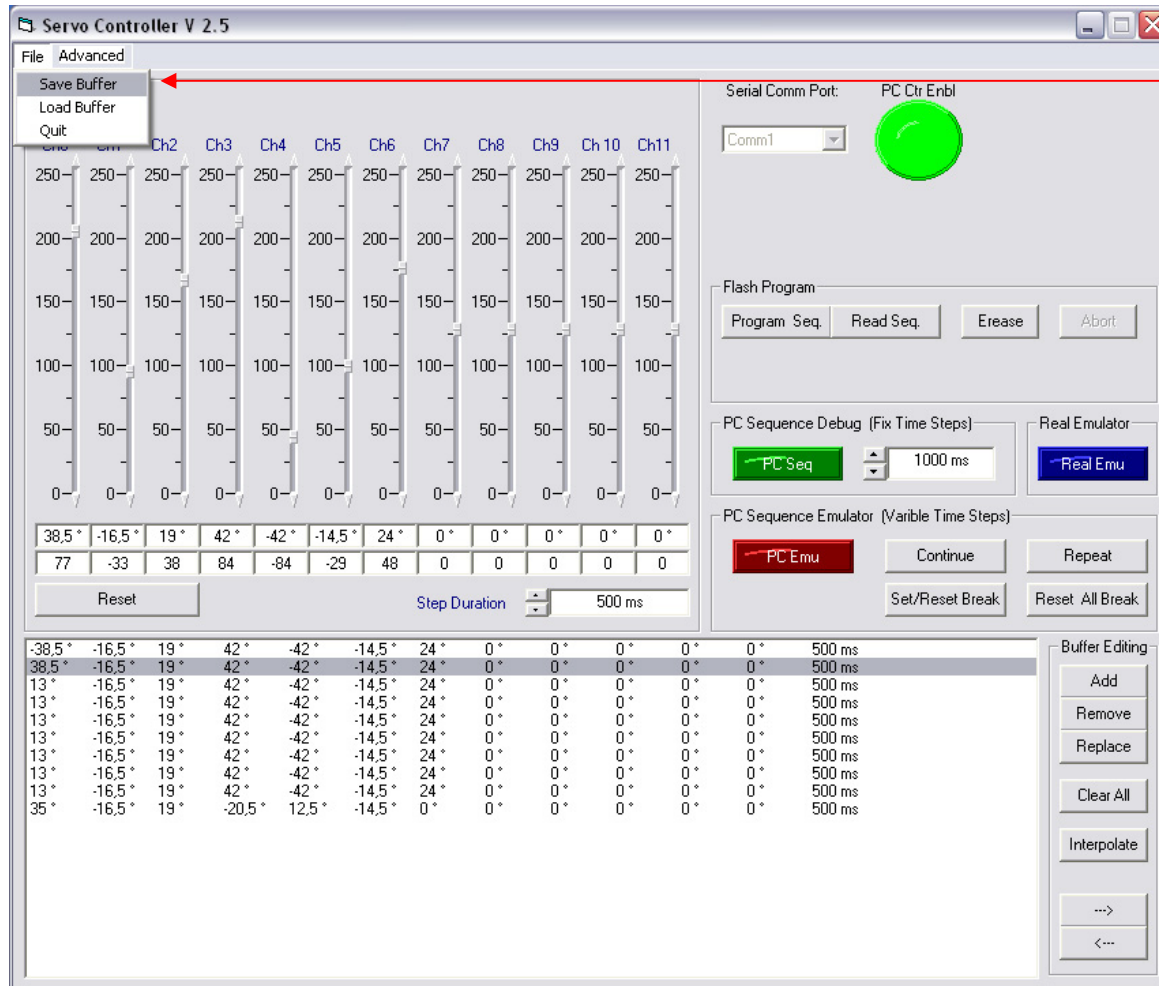 Servo Controller V 2.5
File Advanced
Save Buffer
Load Buffer
Quit
Serial Comm Port: PC Ctr Enbl
Comm1
Ch2 Ch3 Ch4 Ch5 Ch6 Ch7 Ch8 Ch9 Ch 10 Ch11
250 250 250 250 250 250 250 250 250 250 250 250
200 200 200 200 200 200 200 200 200 200 200 200
150 150 150 150 150 150 150 150 150 150 150 150
100 100 100 100 100 100 100 100 100 100 100 100
50 50 50 50 50 50 50 50 50 50 50 50
0 0 0 0 0 0 0 0 0 0 0 0
38,5 ° -16,5 ° 19 ° 42 ° -42 ° -14,5 ° 24 ° 0 ° 0 ° 0 ° 0 ° 0 °
77 -33 38 84 -84 -29 48 0 0 0 0 0
Reset Step Duration 500 ms
Flash Program
Program Seq. Read Seq. Erease Abort
PC Sequence Debug (Fix Time Steps)
PC Seq 1000 ms
Real Emulator
Real Emu
PC Sequence Emulator (Varible Time Steps)
PC Emu Continue Repeat
Set/Reset Break Reset All Break
-38,5 ° -16,5 ° 19 ° 42 ° -42 ° -14,5 ° 24 ° 0 ° 0 ° 0 ° 0 ° 0 ° 500 ms
38,5 ° -16,5 ° 19 ° 42 ° -42 ° -14,5 ° 24 ° 0 ° 0 ° 0 ° 0 ° 0 ° 500 ms
13 ° -16,5 ° 19 ° 42 ° -42 ° -14,5 ° 24 ° 0 ° 0 ° 0 ° 0 ° 0 ° 500 ms
13 ° -16,5 ° 19 ° 42 ° -42 ° -14,5 ° 24 ° 0 ° 0 ° 0 ° 0 ° 0 ° 500 ms
13 ° -16,5 ° 19 ° 42 ° -42 ° -14,5 ° 24 ° 0 ° 0 ° 0 ° 0 ° 0 ° 500 ms
13 ° -16,5 ° 19 ° 42 ° -42 ° -14,5 ° 24 ° 0 ° 0 ° 0 ° 0 ° 0 ° 500 ms
13 ° -16,5 ° 19 ° 42 ° -42 ° -14,5 ° 24 ° 0 ° 0 ° 0 ° 0 ° 0 ° 500 ms
13 ° -16,5 ° 19 ° 42 ° -42 ° -14,5 ° 24 ° 0 ° 0 ° 0 ° 0 ° 0 ° 500 ms
13 ° -16,5 ° 19 ° 42 ° -42 ° -14,5 ° 24 ° 0 ° 0 ° 0 ° 0 ° 0 ° 500 ms
35 ° -16,5 ° 19 ° -20,5 ° 12,5 ° -14,5 ° 0 ° 0 ° 0 ° 0 ° 0 ° 0 ° 500 ms
Buffer Editing
Add
Remove
Replace
Clear All
Interpolate
--->
<---